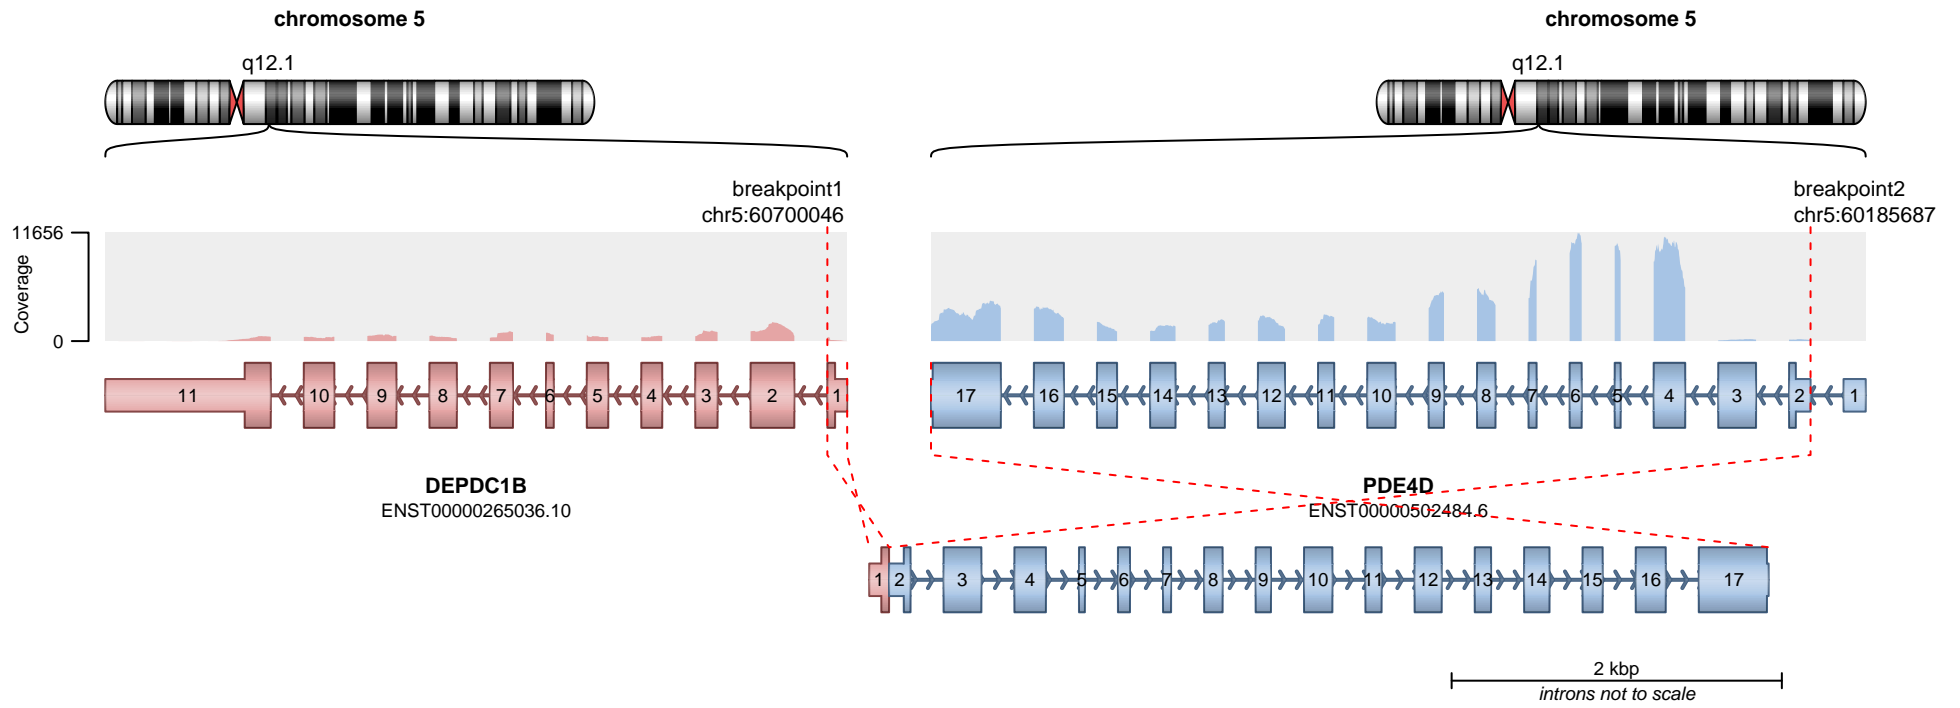 chromosome 5
chromosome 5
q12.1
q12.1
breakpoint1
chr5:60700046
breakpoint2
chr5:60185687
11656
Coverage
0
11 10 9 8 7 6 5 4 3 2 1
17 16 15 14 13 12 11 10 9 8 7 6 5 4 3 2 1
DEPDC1B
ENST00000265036.10
PDE4D
ENST00000502484.6
1 2 3 4 5 6 7 8 9 10 11 12 13 14 15 16 17
2 kbp
introns not to scale